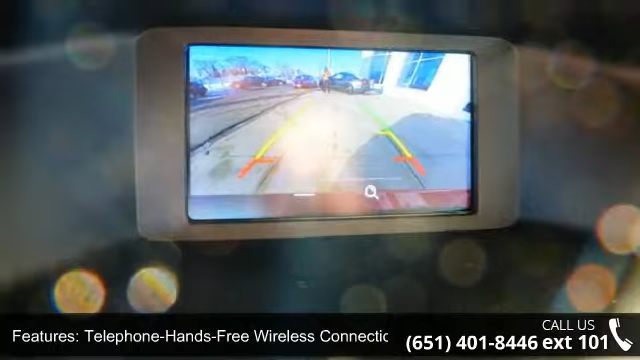 CALL US
Features: Telephone-Hands-Free Wireless Connectic
(651) 401-8446 ext 101